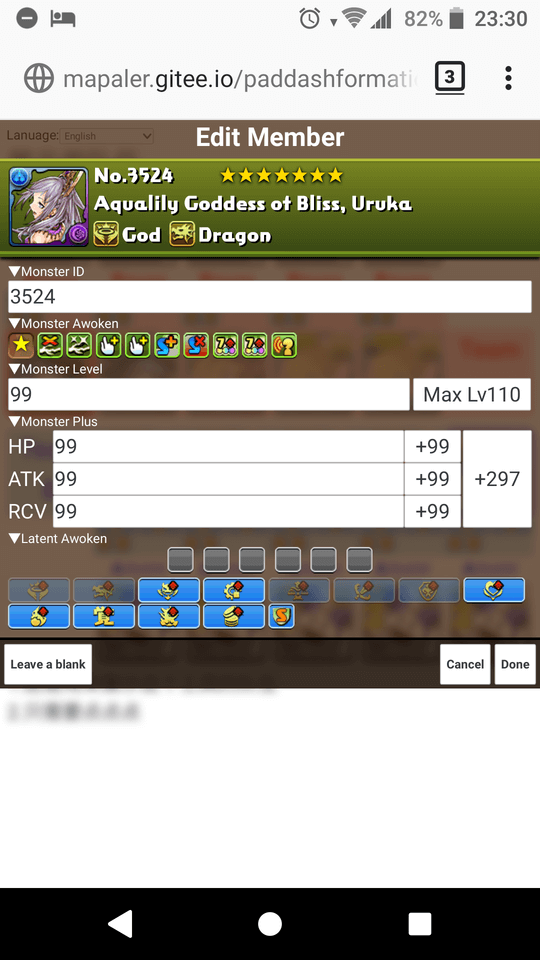 82% 23:30
mapaler.gitee.io/paddashformati
3
Lanuage: English
Edit Member
No.3524
Aqualily Goddess of Bliss, Uruka
God Dragon
▼Monster ID
3524
▼Monster Awoken
▼Monster Level
99 Max Lv110
▼Monster Plus
HP 99 +99
ATK 99 +99 +297
RCV 99 +99
▼Latent Awoken
Leave a blank Cancel Done